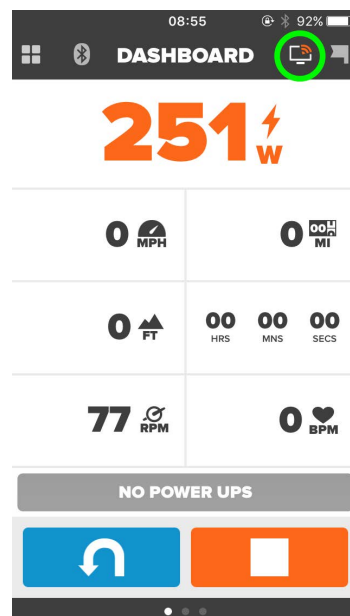 08:55 92%
DASHBOARD
251 W
0 MPH 0 00 MI
0 FT 00 HRS 00 MNS 00 SECS
77 RPM 0 BPM
NO POWER UPS